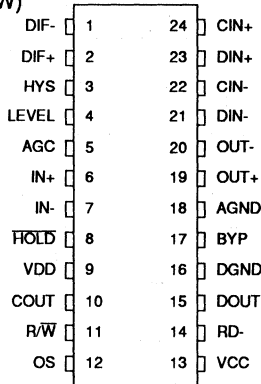 W)
DIF- 1 24 CIN+
DIF+ 2 23 DIN+
HYS 3 22 CIN-
LEVEL 4 21 DIN-
AGC 5 20 OUT-
IN+ 6 19 OUT+
IN- 7 18 AGND
H̅O̅L̅D̅ 8 17 BYP
VDD 9 16 DGND
COUT 10 15 DOUT
R/W̅ 11 14 RD-
OS 12 13 VCC